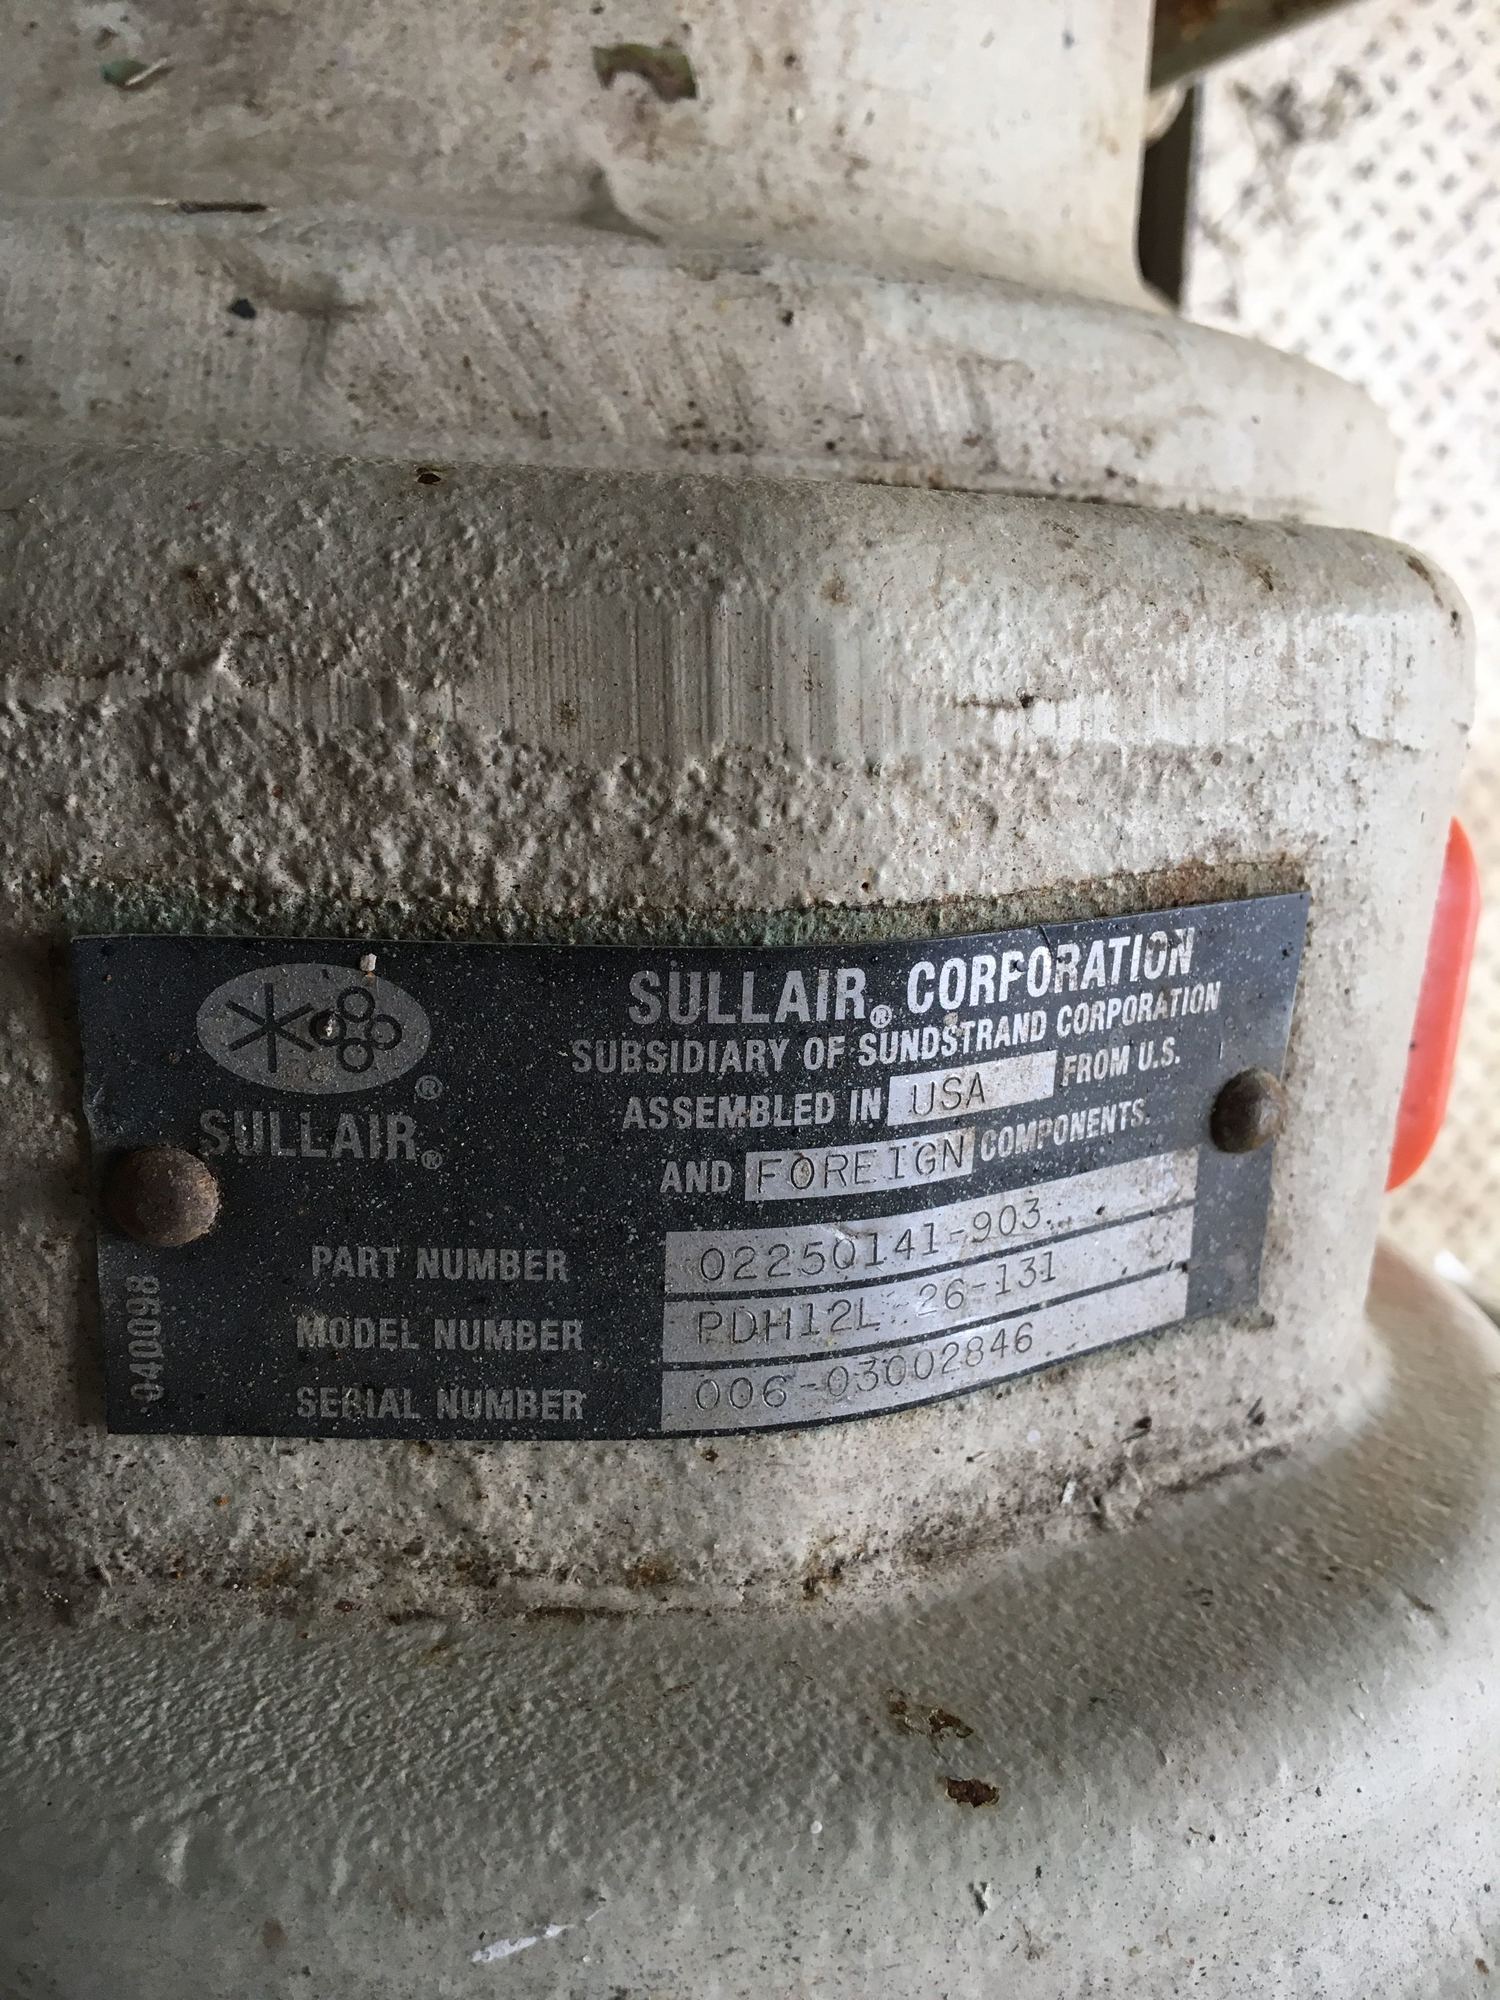 SULLAIR® CORPORATION
SUBSIDIARY OF SUNDSTRAND CORPORATION
ASSEMBLED IN USA FROM U.S.
AND FOREIGN COMPONENTS.
®
SULLAIR®
PART NUMBER 02250141-903
MODEL NUMBER PDH12L-26-131
SERIAL NUMBER 006-03002846
040098